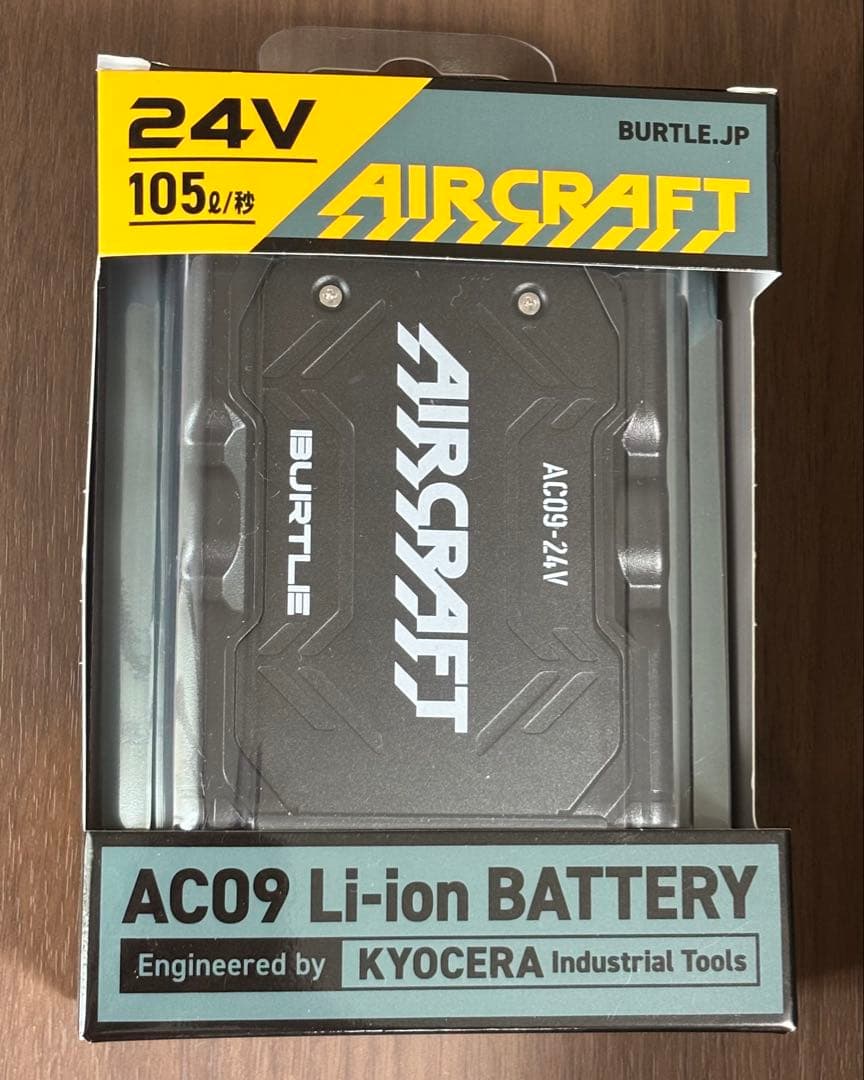 24V
105ℓ/秒
BURTLE.JP
AIRCRAFT
AIRCRAFT
BURTLE
AC09-24V
AC09 Li-ion BATTERY
Engineered by KYOCERA Industrial Tools